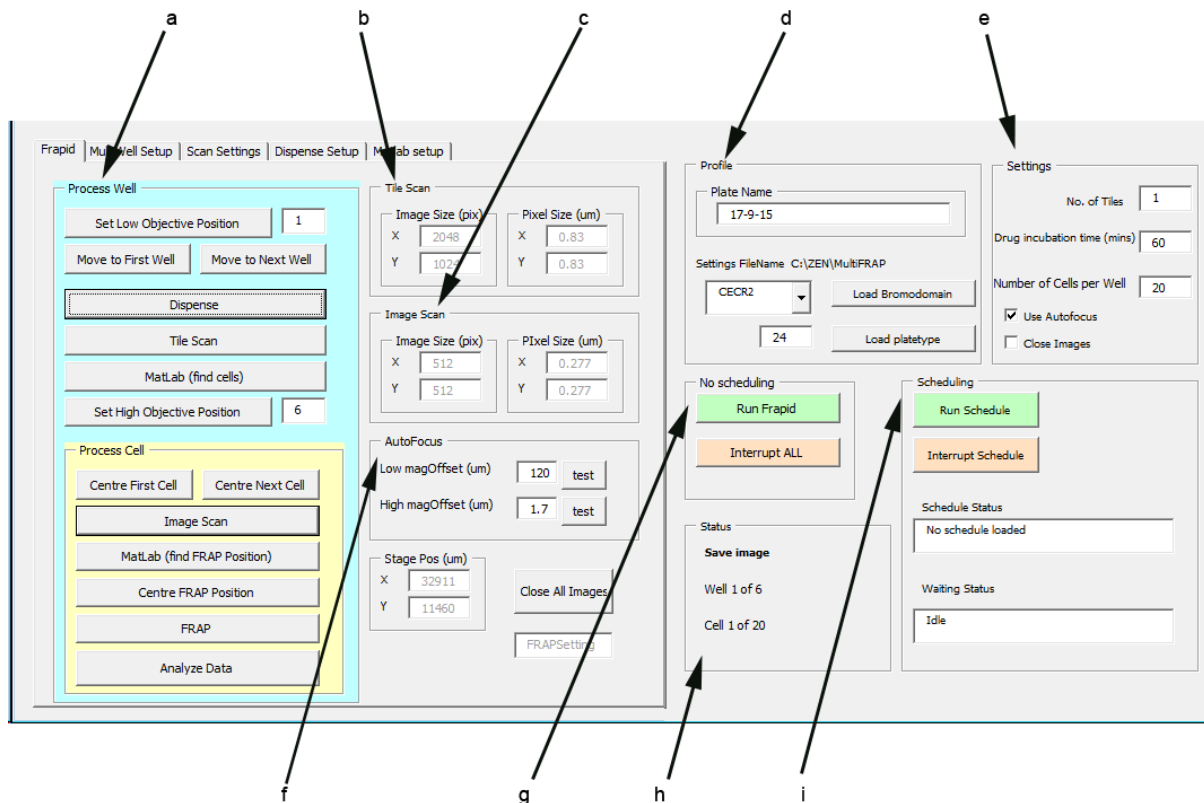 a b c d e
Frapid Mult Well Setup Scan Settings Dispense Setup Matlab setup
Process Well
Set Low Objective Position 1
Move to First Well Move to Next Well
Dispense
Tile Scan
MatLab (find cells)
Set High Objective Position 6
Process Cell
Centre First Cell Centre Next Cell
Image Scan
MatLab (find FRAP Position)
Centre FRAP Position
FRAP
Analyze Data
Tile Scan
Image Size (pix) Pixel Size (um)
X 2048 X 0.83
Y 1024 Y 0.83
Image Scan
Image Size (pix) PIxel Size (um)
X 512 X 0.277
Y 512 Y 0.277
AutoFocus
Low magOffset (um) 120 test
High magOffset (um) 1.7 test
Stage Pos (um)
X 32911
Y 11460
Close All Images
FRAPSetting
Profile
Plate Name
17-9-15
Settings FileName C:\ZEN\MultiFRAP
CECR2 Load Bromodomain
24 Load platetype
Settings
No. of Tiles 1
Drug incubation time (mins) 60
Number of Cells per Well 20
Use Autofocus
Close Images
No scheduling
Run Frapid
Interrupt ALL
Status
Save image
Well 1 of 6
Cell 1 of 20
Scheduling
Run Schedule
Interrupt Schedule
Schedule Status
No schedule loaded
Waiting Status
Idle
f g h i